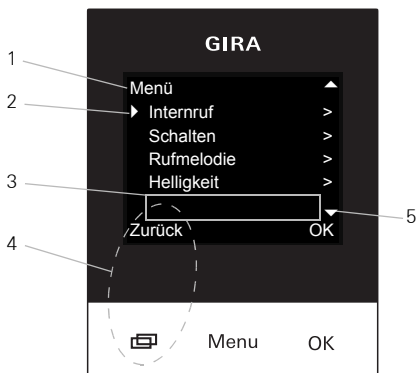 GIRA
1
Menü
2
Internruf >
Schalten >
Rufmelodie >
3
Helligkeit >
5
4
Zurück OK
Menu OK